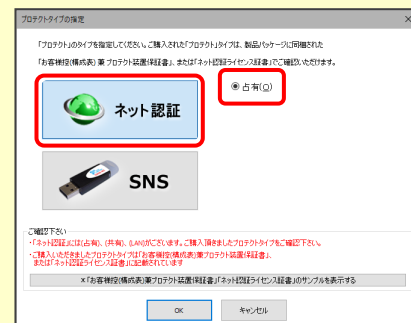 プロテクトタイプの指定
「プロテクト」のタイプを指定してください。ご購入された「プロテクト」タイプは、製品パッケージに同梱された
「お客様控(構成表) 兼 プロテクト装置保証書」、または「ネット認証ライセンス証書」でご確認いただけます。
ネット認証
占有(O)
SNS
ご確認下さい
・「ネット認証」には(占有)、(共有)、(LAN)がございます。ご購入頂きましたプロテクトタイプをご確認下さい。
・ご購入いただきましたプロテクトタイプは「お客様控(構成表)兼プロテクト装置保証書」、
または「ネット認証ライセンス証書」に記載されています
※「お客様控(構成表)兼プロテクト装置保証書」「ネット認証ライセンス証書」のサンプルを表示する
OK
キャンセル